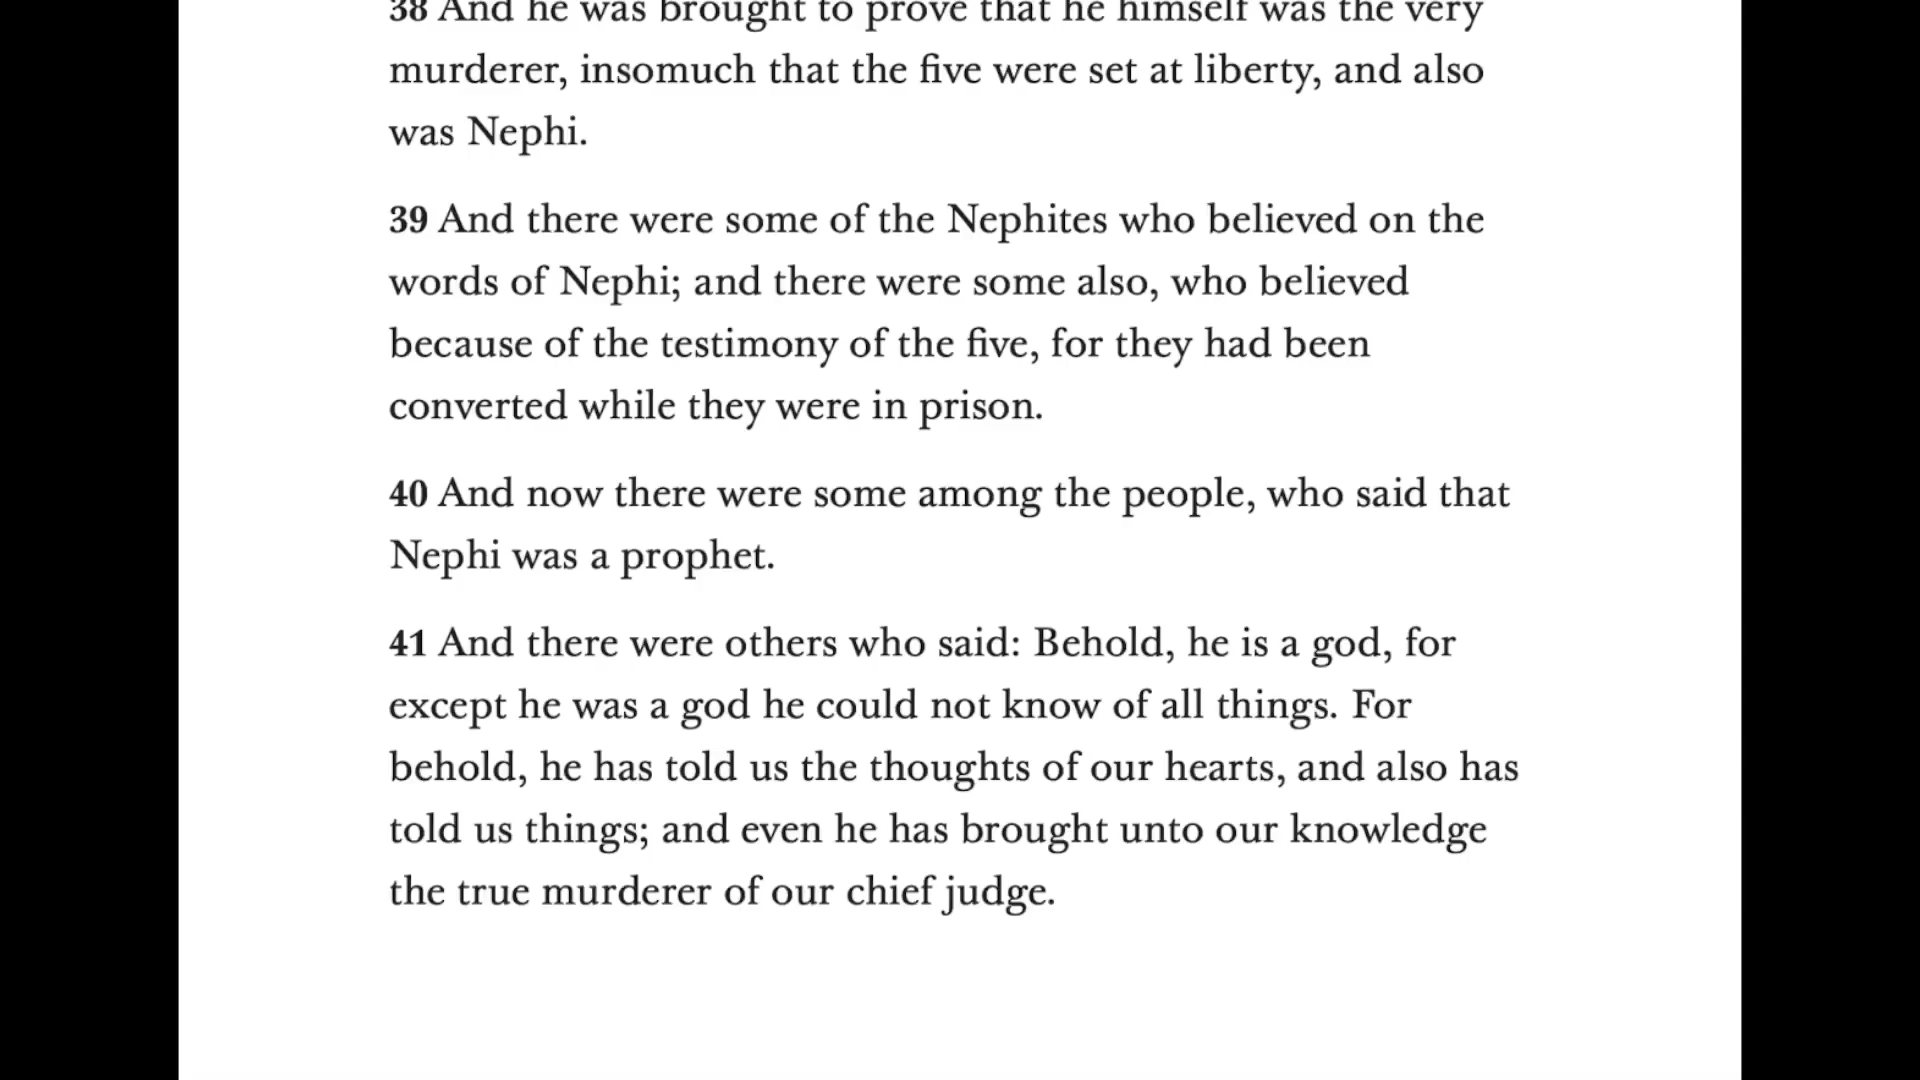 38 And he was brought to prove that he himself was the very
murderer, insomuch that the five were set at liberty, and also
was Nephi.
39 And there were some of the Nephites who believed on the
words of Nephi; and there were some also, who believed
because of the testimony of the five, for they had been
converted while they were in prison.
40 And now there were some among the people, who said that
Nephi was a prophet.
41 And there were others who said: Behold, he is a god, for
except he was a god he could not know of all things. For
behold, he has told us the thoughts of our hearts, and also has
told us things; and even he has brought unto our knowledge
the true murderer of our chief judge.